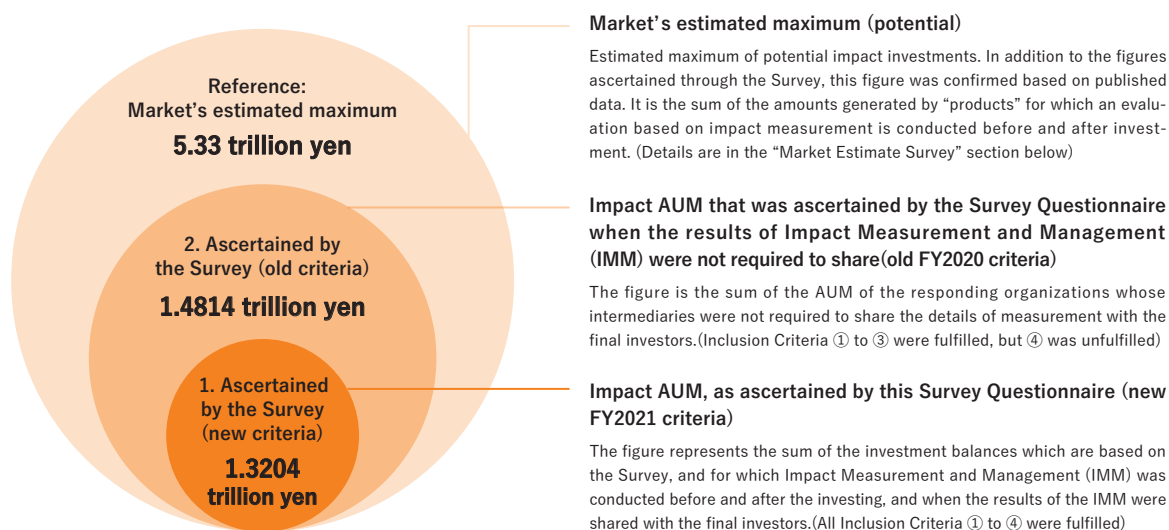 Reference:
Market's estimated maximum
5.33 trillion yen
2. Ascertained by
the Survey (old criteria)
1.4814 trillion yen
1. Ascertained
by the Survey
(new criteria)
1.3204
trillion yen
Market's estimated maximum (potential)
Estimated maximum of potential impact investments. In addition to the figures
ascertained through the Survey, this figure was confirmed based on published
data. It is the sum of the amounts generated by “products” for which an evalu-
ation based on impact measurement is conducted before and after invest-
ment. (Details are in the “Market Estimate Survey” section below)
Impact AUM that was ascertained by the Survey Questionnaire
when the results of Impact Measurement and Management
(IMM) were not required to share(old FY2020 criteria)
The figure is the sum of the AUM of the responding organizations whose
intermediaries were not required to share the details of measurement with the
final investors.(Inclusion Criteria ① to ③ were fulfilled, but ④ was unfulfilled)
Impact AUM, as ascertained by this Survey Questionnaire (new
FY2021 criteria)
The figure represents the sum of the investment balances which are based on
the Survey, and for which Impact Measurement and Management (IMM) was
conducted before and after the investing, and when the results of the IMM were
shared with the final investors.(All Inclusion Criteria ① to ④ were fulfilled)